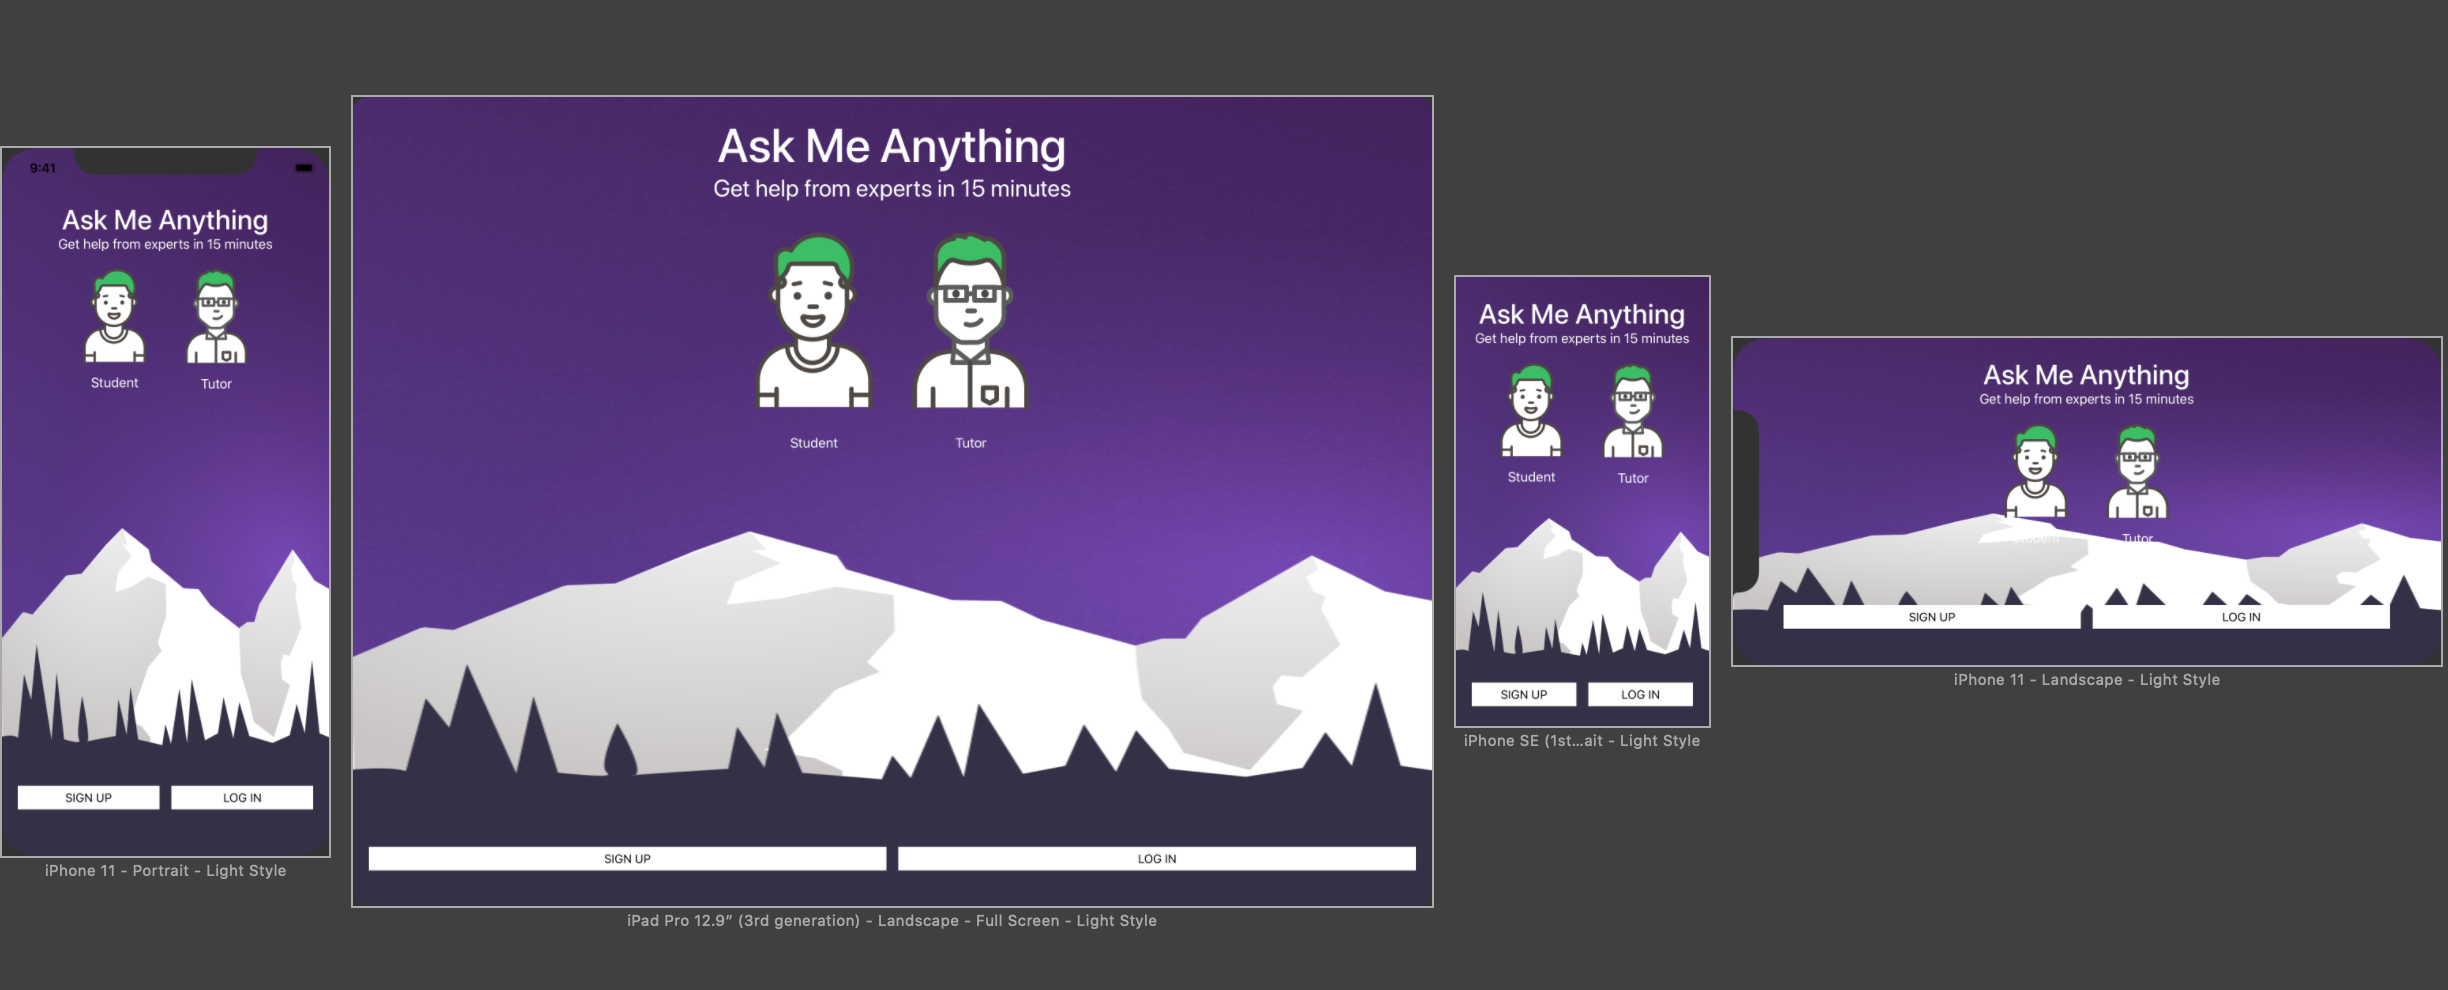 9:41
Ask Me Anything
Get help from experts in 15 minutes
Student
Tutor
SIGN UP
LOG IN
iPhone 11 - Portrait - Light Style
Ask Me Anything
Get help from experts in 15 minutes
Student
Tutor
SIGN UP
LOG IN
iPad Pro 12.9” (3rd generation) - Landscape - Full Screen - Light Style
Ask Me Anything
Get help from experts in 15 minutes
Student
Tutor
SIGN UP
LOG IN
iPhone SE (1st...ait - Light Style
Ask Me Anything
Get help from experts in 15 minutes
Student
Tutor
SIGN UP
LOG IN
iPhone 11 - Landscape - Light Style